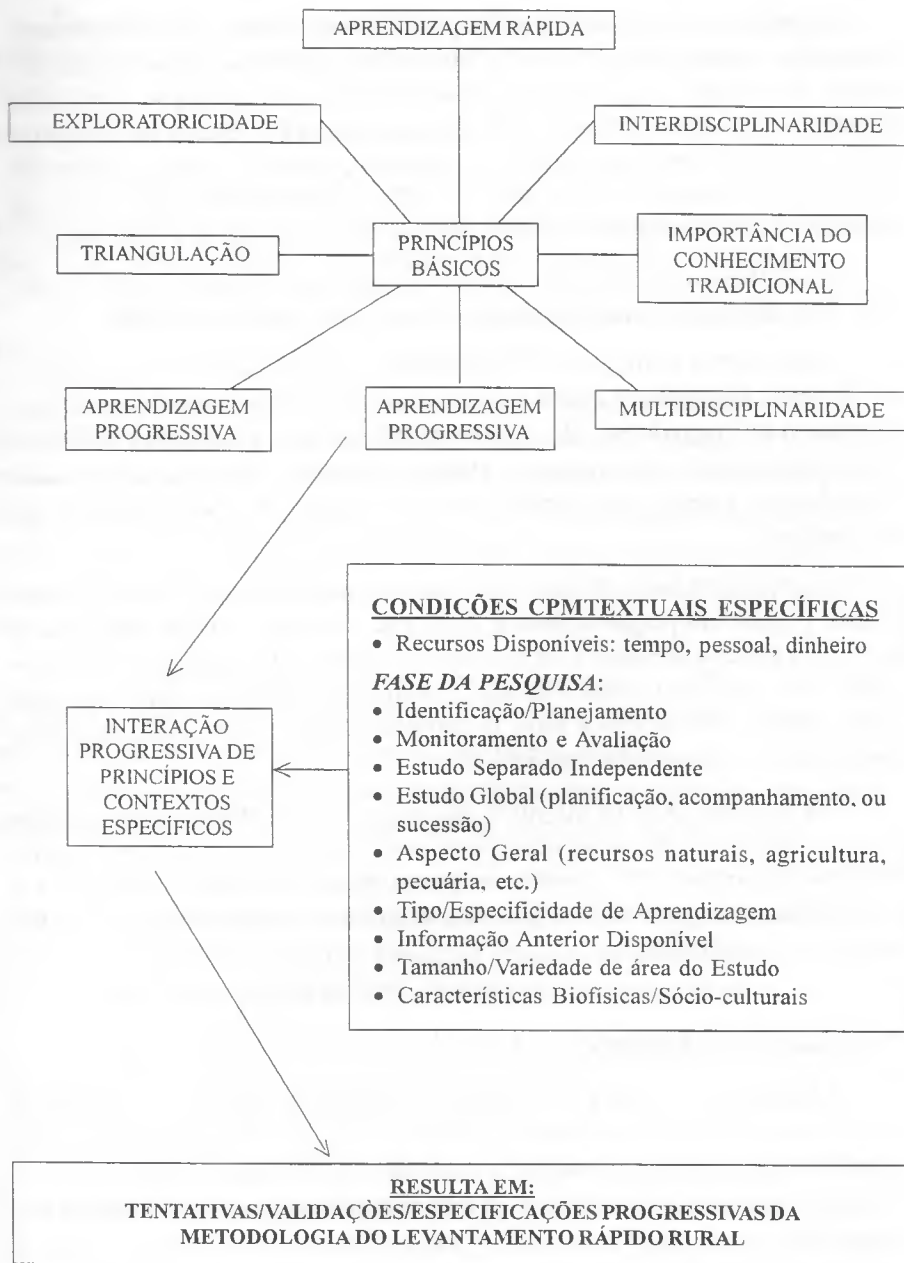 APRENDIZAGEM RÁPIDA
EXPLORATORICIDADE
INTERDISCIPLINARIDADE
TRIANGULAÇÃO
PRINCÍPIOS
BÁSICOS
IMPORTÂNCIA DO
CONHECIMENTO
TRADICIONAL
APRENDIZAGEM
PROGRESSIVA
APRENDIZAGEM
PROGRESSIVA
MULTIDISCIPLINARIDADE
CONDIÇÕES CPMTEXTUAIS ESPECÍFICAS
• Recursos Disponíveis: tempo, pessoal, dinheiro
FASE DA PESQUISA:
• Identificação/Planejamento
• Monitoramento e Avaliação
• Estudo Separado Independente
• Estudo Global (planificação, acompanhamento, ou
sucessão)
• Aspecto Geral (recursos naturais, agricultura,
pecuária, etc.)
• Tipo/Especificidade de Aprendizagem
• Informação Anterior Disponível
• Tamanho/Variedade de área do Estudo
• Características Biofísicas/Sócio-culturais
INTERAÇÃO
PROGRESSIVA DE
PRINCÍPIOS E
CONTEXTOS
ESPECÍFICOS
RESULTA EM:
TENTATIVAS/VALIDAÇÒES/ESPECIFICAÇÕES PROGRESSIVAS DA
METODOLOGIA DO LEVANTAMENTO RÁPIDO RURAL